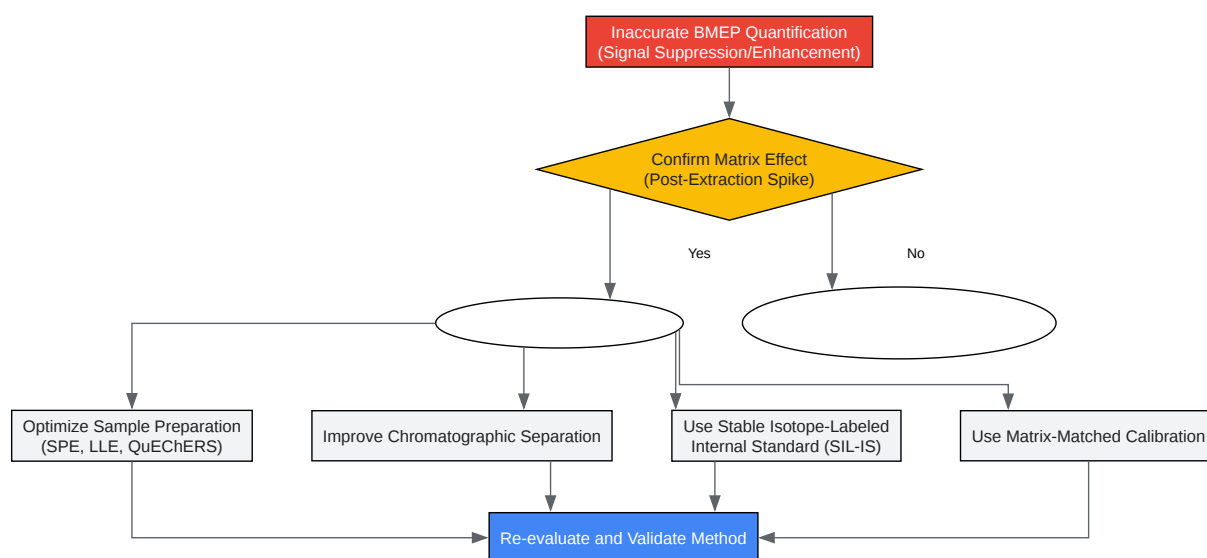 Inaccurate BMEP Quantification
(Signal Suppression/Enhancement)
Confirm Matrix Effect
(Post-Extraction Spike)
Yes
No
Optimize Sample Preparation
(SPE, LLE, QuEChERS)
Improve Chromatographic Separation
Use Stable Isotope-Labeled
Internal Standard (SIL-IS)
Use Matrix-Matched Calibration
Re-evaluate and Validate Method